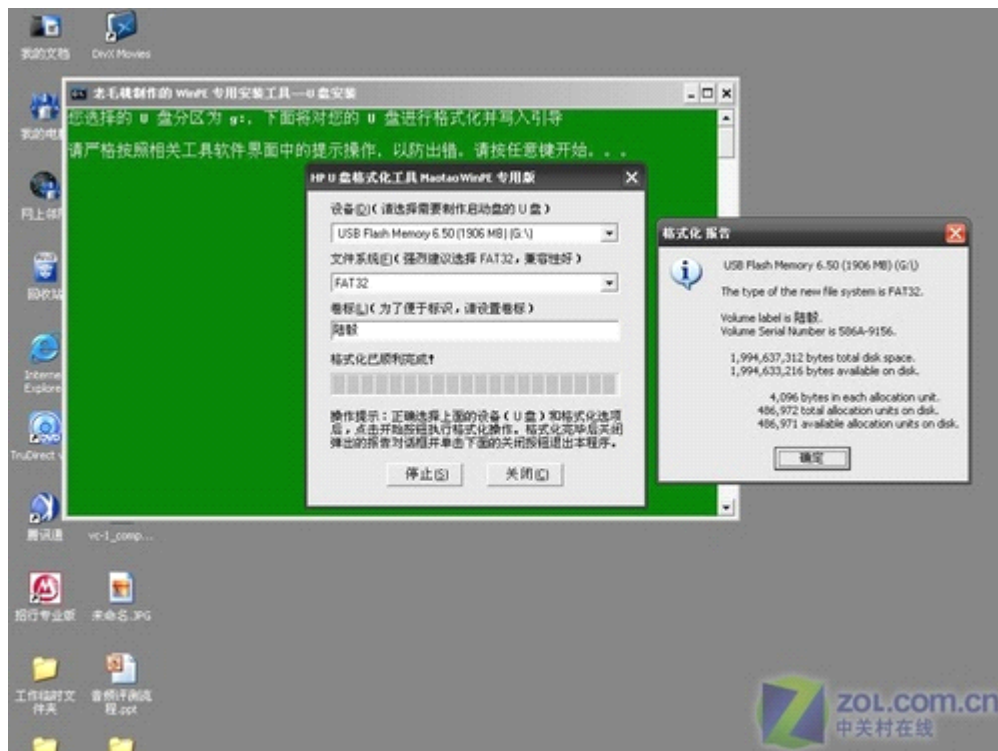 我的文档
DivX Movies
老毛桃制作的 WinPE 专用安装工具--U 盘安装
您选择的 U 盘分区为 g:, 下面将对您的 U 盘进行格式化并写入引导
我的电
请严格按照相关工具软件界面中的提示操作, 以防出错。请按任意键开始. . .
HP U 盘格式化工具 MaotaoWinPE 专用版
设备(D)( 请选择需要制作启动盘的 U 盘 )
USB Flash Memory 6.50 (1906 MB) (G:\)
文件系统(F)( 强烈建议选择 FAT32, 兼容性好 )
FAT32
卷标(L)( 为了便于标识, 请设置卷标 )
格式化已顺利完成!
操作提示:正确选择上面的设备( U 盘 )和格式化选项
后, 点击开始按钮执行格式化操作。格式化完毕后关闭
弹出的报告对话框并单击下面的关闭按钮退出本程序。
停止(S)
关闭(C)
格式化 报告
USB Flash Memory 6.50 (1906 MB) (G:\)
The type of the new file system is FAT32.
Volume label is
Volume Serial Number is 586A-9156.
1,994,637,312 bytes total disk space.
1,994,633,216 bytes available on disk.
4,096 bytes in each allocation unit.
486,972 total allocation units on disk.
486,971 available allocation units on disk.
确定
网上邻
回收站
Interne
Explore
TruDirect
腾讯通
vc-1_comp...
招行专业版
未命名.JPG
工作临时文
件夹
音频评测流
程.ppt
ZOL.COM.CN
中关村在线